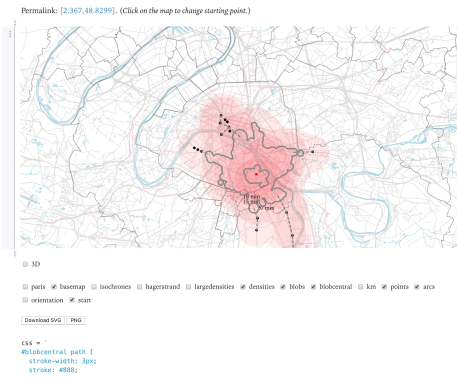 Permalink: [2.367,48.8299]. (Click on the map to change starting point.)
3D
paris basemap isochrones hagerstrand largedensities densities blobs blobcentral km points arcs
orientation start
Download SVG PNG
css = `
#blobcentral path {
stroke-width: 3px;
stroke: #888;